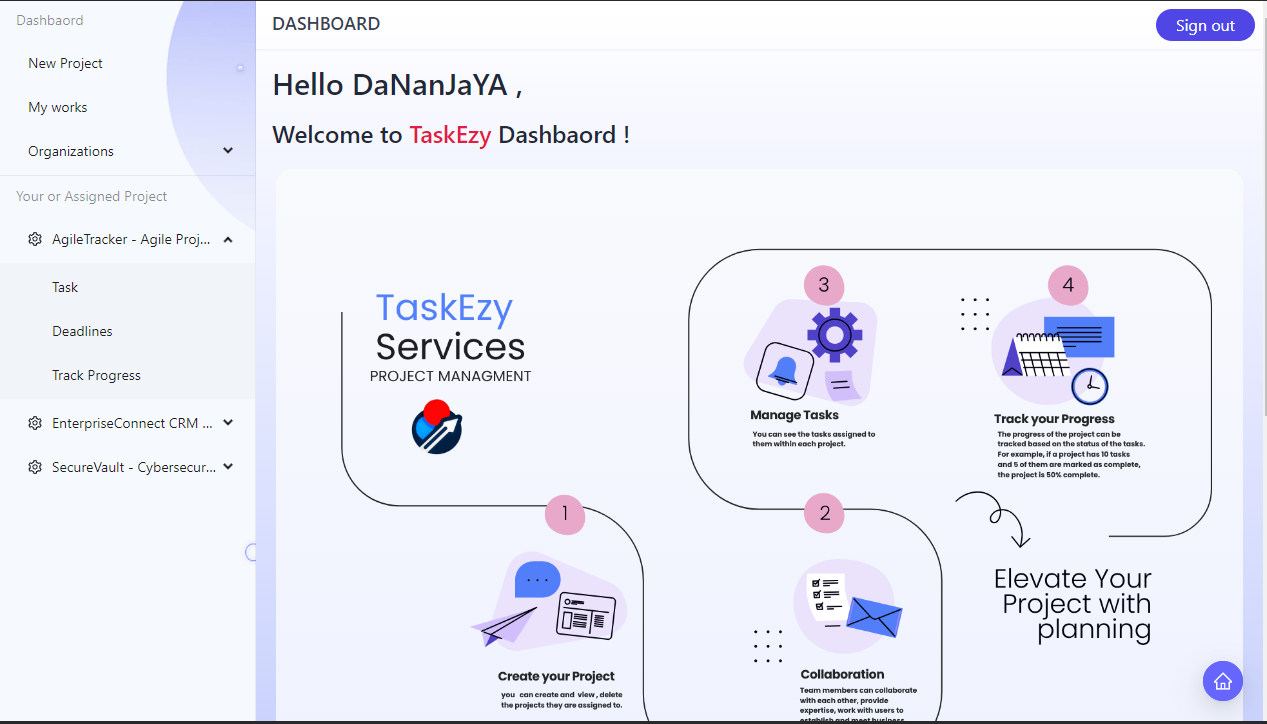 Dashbaord
New Project
My works
Organizations
Your or Assigned Project
AgileTracker - Agile Proj...
Task
Deadlines
Track Progress
EnterpriseConnect CRM ...
SecureVault - Cybersecur...
DASHBOARD
Sign out
Hello DaNanJaYA ,
Welcome to TaskEzy Dashbaord !
TaskEzy
Services
PROJECT MANAGMENT
1
Create your Project
you can create and view , delete
the projects they are assigned to.
2
Collaboration
Team members can collaborate
with each other, provide
expertise, work with users to
establish and meet business
3
Manage Tasks
You can see the tasks assigned to
them within each project.
4
Track your Progress
The progress of the project can be
tracked based on the status of the tasks.
For example, if a project has 10 tasks
and 5 of them are marked as complete,
the project is 50% complete.
Elevate Your
Project with
planning